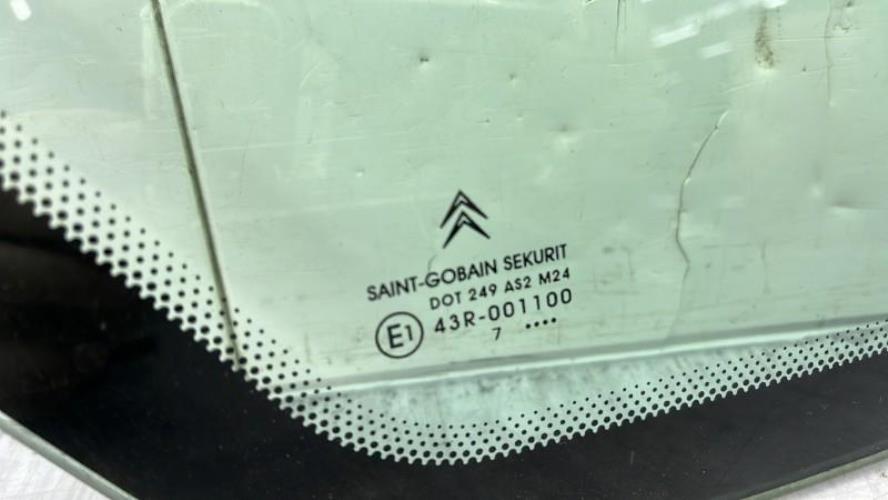 SAINT-GOBAIN SEKURIT
DOT 249 AS2 M24
E1 43R-001100
7 ....